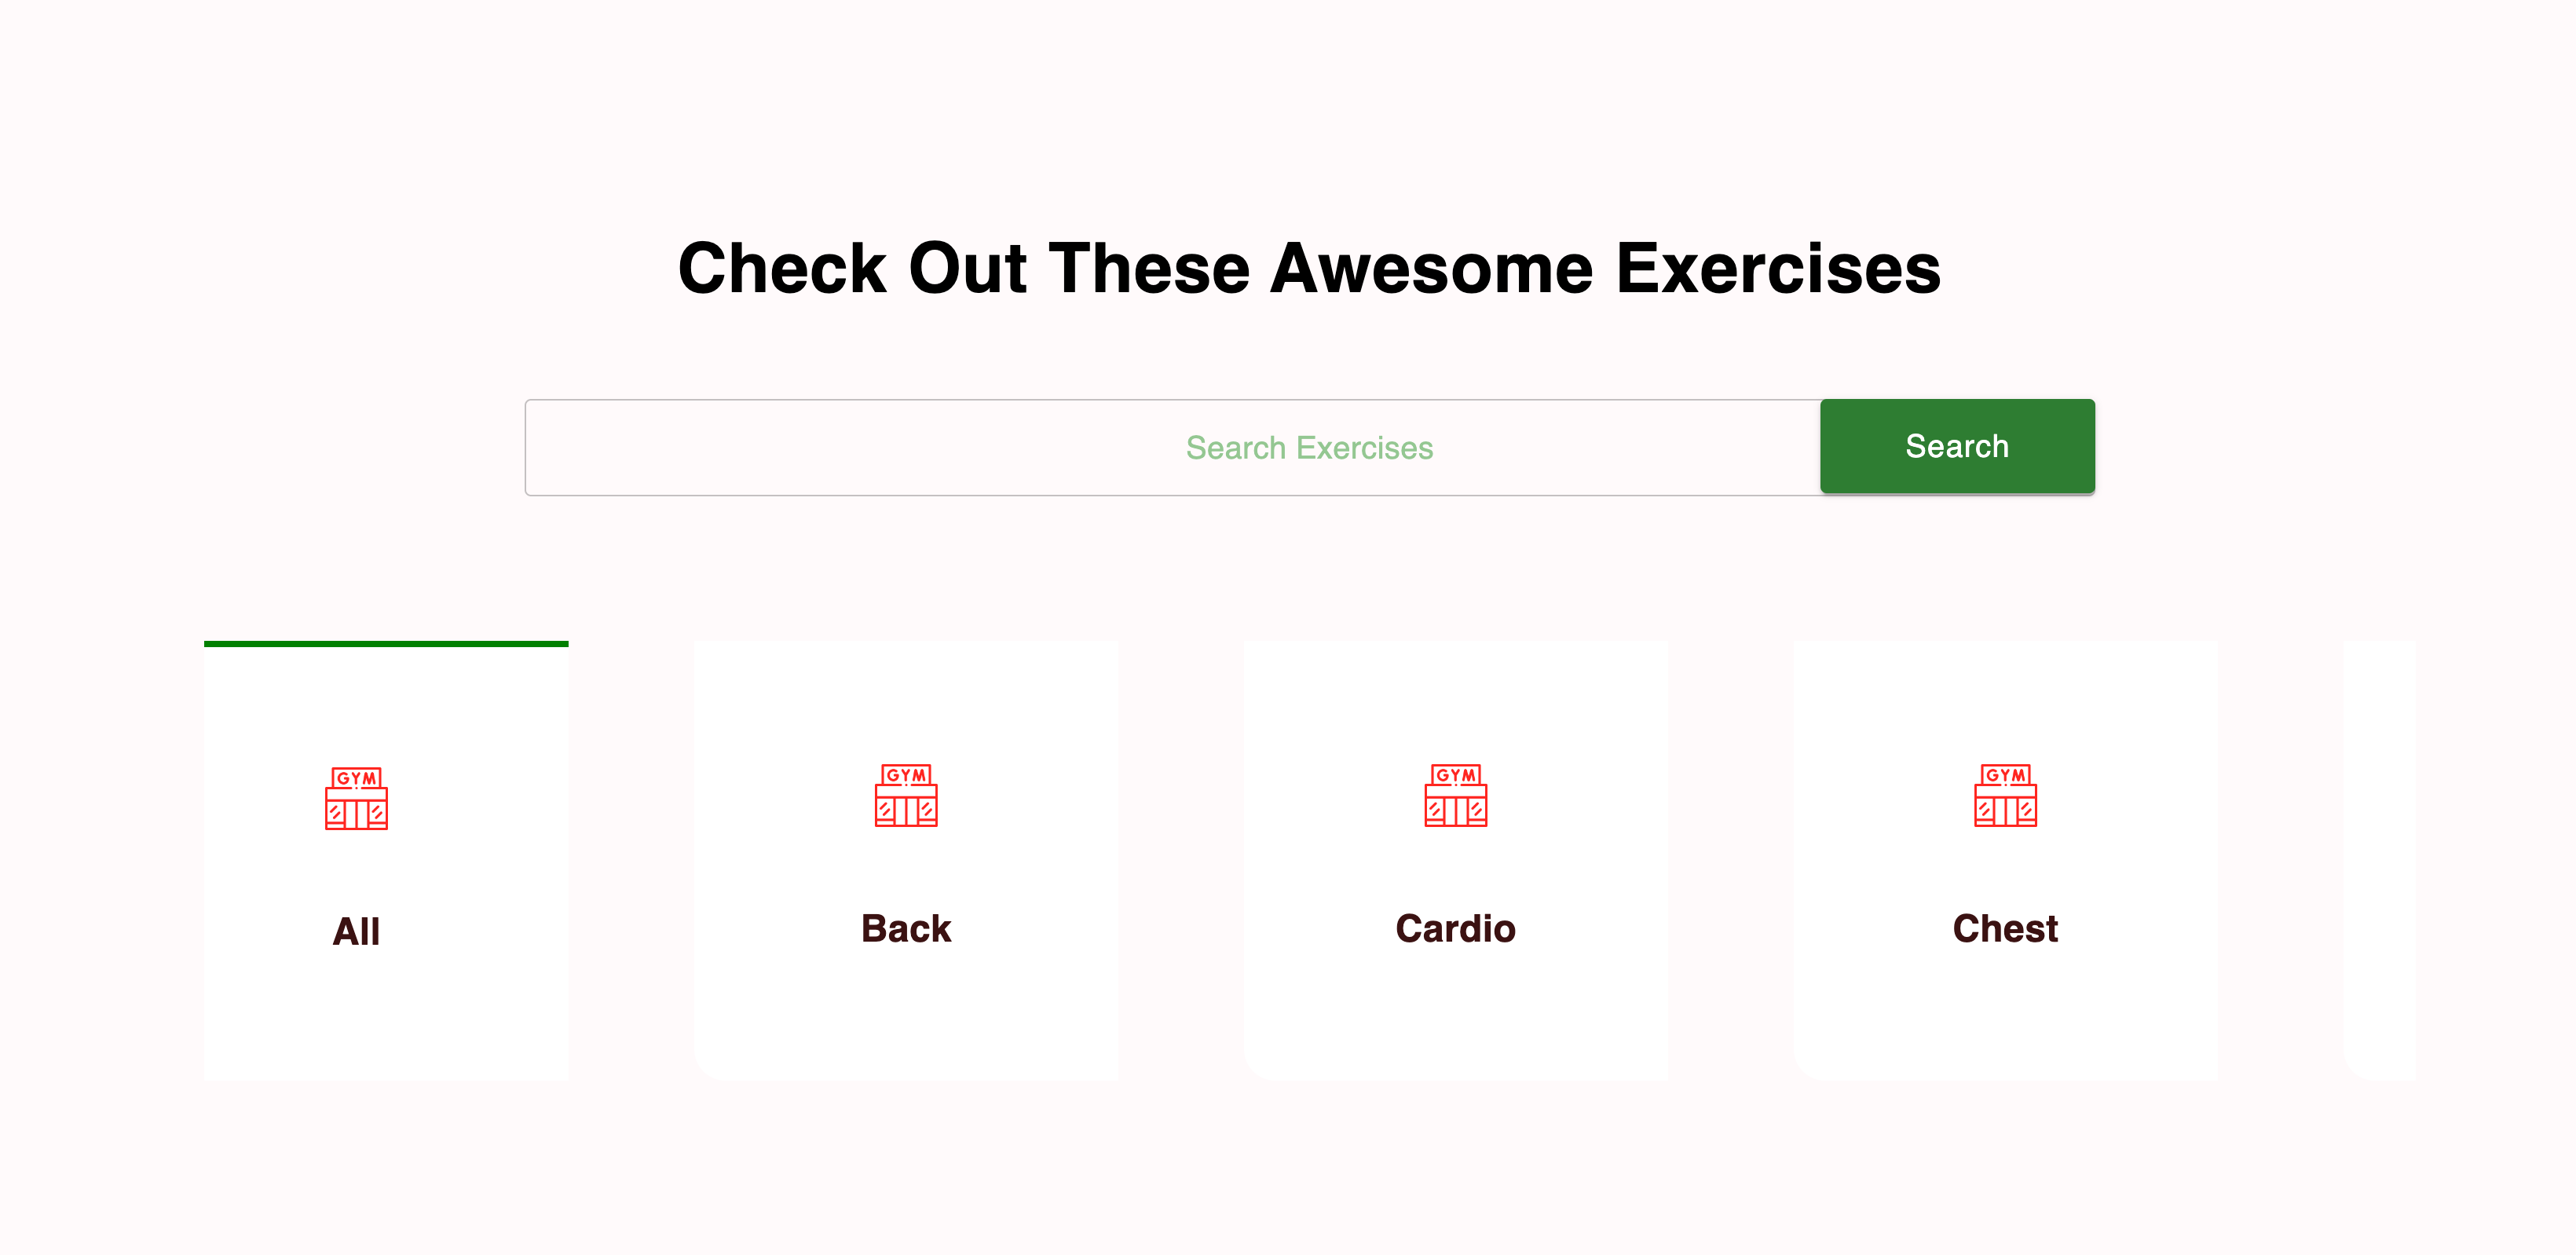 Check Out These Awesome Exercises
Search Exercises
Search
GYM
GYM
GYM
GYM
All
Back
Cardio
Chest